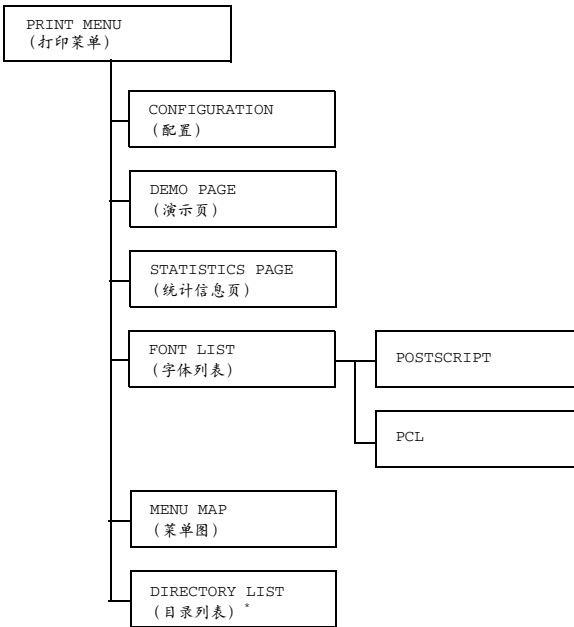 PRINT MENU
(打印菜单)
CONFIGURATION
(配置)
DEMO PAGE
(演示页)
STATISTICS PAGE
(统计信息页)
FONT LIST
(字体列表)
POSTSCRIPT
PCL
MENU MAP
(菜单图)
DIRECTORY LIST
(目录列表) *